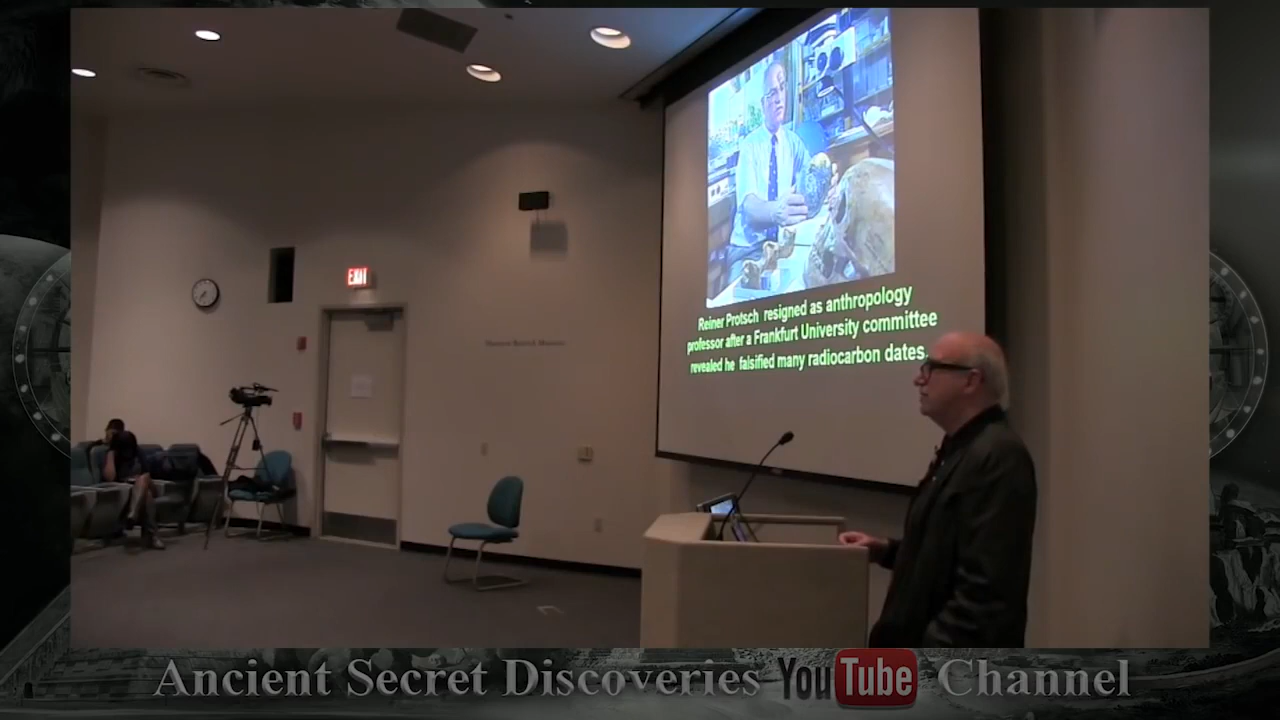 EXIT
Reiner Protsch resigned as anthropology
professor after a Frankfurt University committee
revealed he falsified many radiocarbon dates.
Ancient Secret Discoveries YouTube Channel